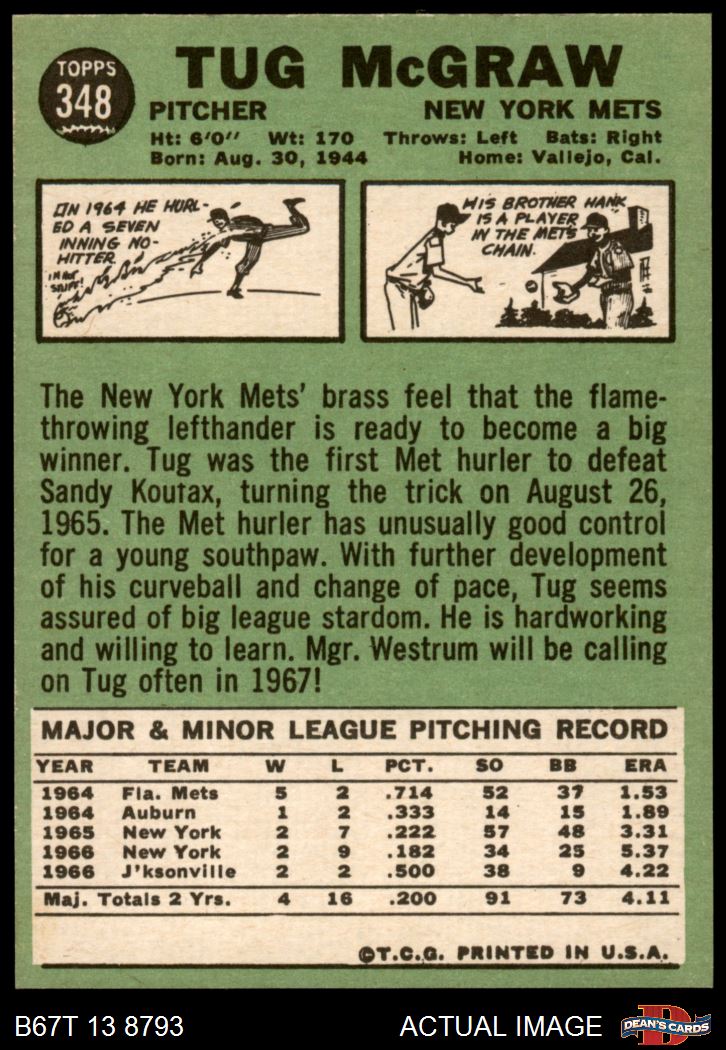 TOPPS
348
TUG McGRAW
PITCHER NEW YORK METS
Ht: 6'0" Wt: 170 Throws: Left Bats: Right
Born: Aug. 30, 1944 Home: Vallejo, Cal.
IN 1964 HE HURL-
ED A SEVEN
INNING NO-
HITTER
HIS BROTHER HANK
IS A PLAYER
IN THE METS
CHAIN.
The New York Mets' brass feel that the flame-
throwing lefthander is ready to become a big
winner. Tug was the first Met hurler to defeat
Sandy Koufax, turning the trick on August 26,
1965. The Met hurler has unusually good control
for a young southpaw. With further development
of his curveball and change of pace, Tug seems
assured of big league stardom. He is hardworking
and willing to learn. Mgr. Westrum will be calling
on Tug often in 1967!
MAJOR & MINOR LEAGUE PITCHING RECORD
YEAR TEAM W L PCT. SO BB ERA
1964 Fla. Mets 5 2 .714 52 37 1.53
1964 Auburn 1 2 .333 14 15 1.89
1965 New York 2 7 .222 57 48 3.31
1966 New York 2 9 .182 34 25 5.37
1966 J'ksonville 2 2 .500 38 9 4.22
Maj. Totals 2 Yrs. 4 16 .200 91 73 4.11
©T.C.G. PRINTED IN U.S.A.
B67T 13 8793 ACTUAL IMAGE
D
DEAN'S CARDS